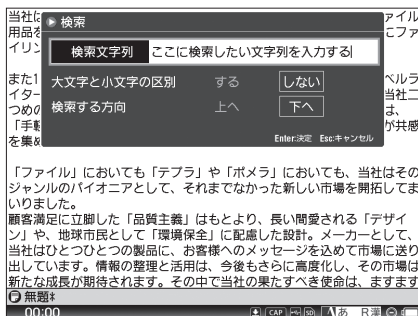 当社に
ァイル
検索
用品を
にファ
イリン
検索文字列 ここに検索したい文字列を入力する
また1
ベルラ
大文字と小文字の区別 する しない
イター
当社二
つめの
は、
検索する方向 上へ 下へ
「手軽
が共感
を集め
Enter:決定 Esc:キャンセル
「ファイル」においても「テプラ」や「ポメラ」においても、当社はその
ジャンルのパイオニアとして、それまでなかった新しい市場を開拓してま
いりました。
顧客満足に立脚した「品質主義」はもとより、長い間愛される「デザイ
ン」や、地球市民として「環境保全」に配慮した設計。メーカーとして、
当社はひとつひとつの製品に、お客様へのメッセージを込めて市場に送り
出しています。情報の整理と活用は、今後もさらに高度化し、その市場は
新たな成長が期待されます。その中で当社の果たすべき使命は、ますます
無題*
00:00 CAP SD あ R漢